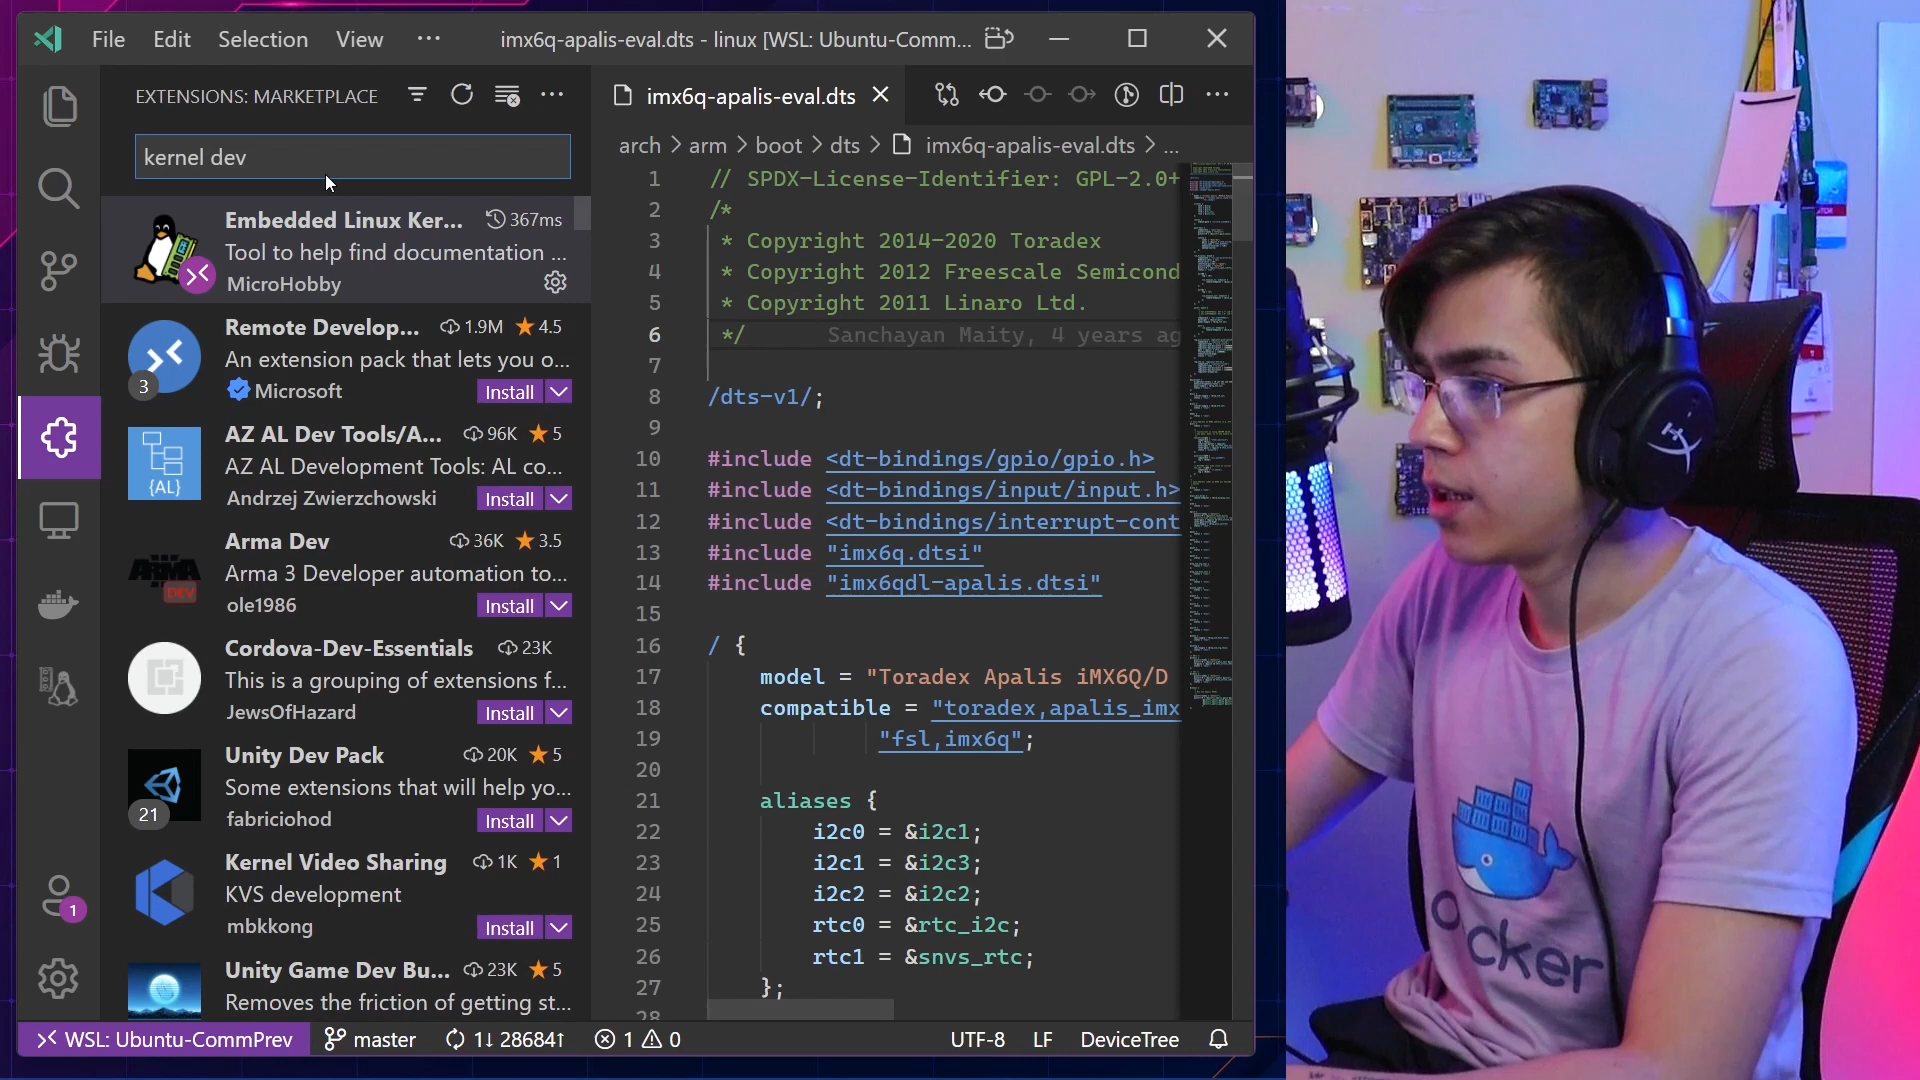 File Edit Selection View ···
imx6q-apalis-eval.dts - linux [WSL: Ubuntu-Comm...
EXTENSIONS: MARKETPLACE
kernel dev
Embedded Linux Ker... 367ms
Tool to help find documentation ...
MicroHobby
Remote Develop... 1.9M 4.5
An extension pack that lets you o...
3
Microsoft Install
AZ AL Dev Tools/A... 96K 5
AZ AL Development Tools: AL co...
{AL}
Andrzej Zwierzchowski Install
Arma Dev 36K 3.5
Arma 3 Developer automation to...
ARMA
DEV
ole1986 Install
Cordova-Dev-Essentials 23K
This is a grouping of extensions f...
JewsOfHazard Install
Unity Dev Pack 20K 5
Some extensions that will help yo...
21
fabriciohod Install
Kernel Video Sharing 1K 1
KVS development
mbkkong Install
Unity Game Dev Bu... 23K 5
Removes the friction of getting st...
1
imx6q-apalis-eval.dts
arch > arm > boot > dts > imx6q-apalis-eval.dts > ...
1 // SPDX-License-Identifier: GPL-2.0+
2 /*
3 * Copyright 2014-2020 Toradex
4 * Copyright 2012 Freescale Semicond
5 * Copyright 2011 Linaro Ltd.
6 */ Sanchayan Maity, 4 years ag
7
8 /dts-v1/;
9
10 #include <dt-bindings/gpio/gpio.h>
11 #include <dt-bindings/input/input.h>
12 #include <dt-bindings/interrupt-cont
13 #include "imx6q.dtsi"
14 #include "imx6qdl-apalis.dtsi"
15
16 / {
17 model = "Toradex Apalis iMX6Q/D
18 compatible = "toradex,apalis_imx
19 "fsl,imx6q";
20
21 aliases {
22 i2c0 = &i2c1;
23 i2c1 = &i2c3;
24 i2c2 = &i2c2;
25 rtc0 = &rtc_i2c;
26 rtc1 = &snvs_rtc;
27 };
28
WSL: Ubuntu-CommPrev master 1↓ 28684↑ 1 0 UTF-8 LF DeviceTree
ocker